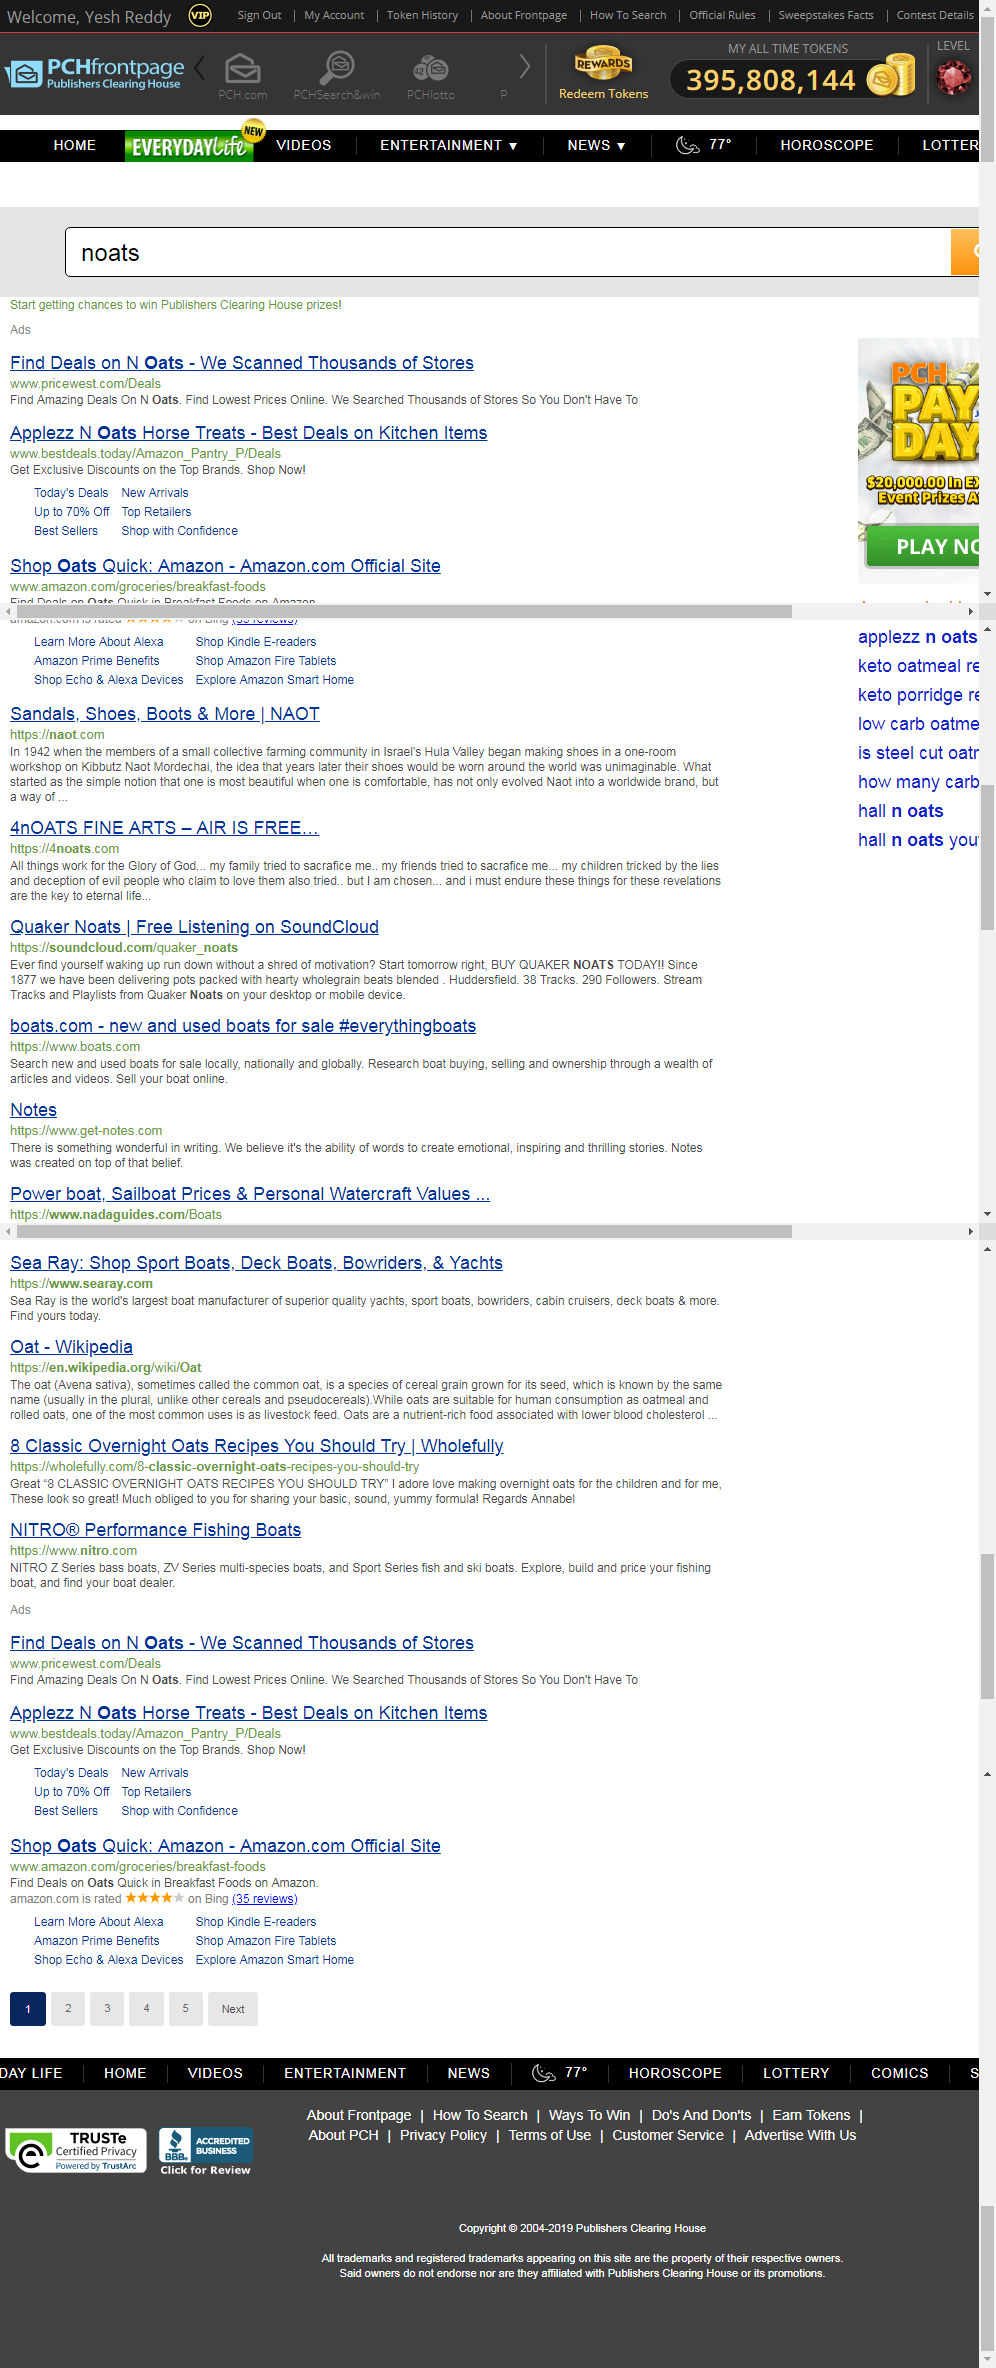 Welcome, Yesh Reddy VIP Sign Out | My Account | Token History | About Frontpage | How To Search | Official Rules | Sweepstakes Facts | Contest Details
PCHfrontpage
Publishers Clearing House
PCH.com PCHSearch&win PCHlotto P
REWARDS
Redeem Tokens
MY ALL TIME TOKENS
395,808,144
LEVEL
HOME EVERYDAY Life NEW VIDEOS ENTERTAINMENT ▼ NEWS ▼ 77° HOROSCOPE LOTTER
noats
Start getting chances to win Publishers Clearing House prizes!
Ads
Find Deals on N Oats - We Scanned Thousands of Stores
www.pricewest.com/Deals
Find Amazing Deals On N Oats. Find Lowest Prices Online. We Searched Thousands of Stores So You Don't Have To
Applezz N Oats Horse Treats - Best Deals on Kitchen Items
www.bestdeals.today/Amazon_Pantry_P/Deals
Get Exclusive Discounts on the Top Brands. Shop Now!
Today's Deals New Arrivals
Up to 70% Off Top Retailers
Best Sellers Shop with Confidence
Shop Oats Quick: Amazon - Amazon.com Official Site
www.amazon.com/groceries/breakfast-foods
Find Deals on Oats Quick in Breakfast Foods on Amazon.
PCH
PAY
DAY
$20,000.00 In EX
Event Prizes A
PLAY NO
amazon.com is rated on Bing (35 reviews)
Learn More About Alexa Shop Kindle E-readers
Amazon Prime Benefits Shop Amazon Fire Tablets
Shop Echo & Alexa Devices Explore Amazon Smart Home
applezz n oats
keto oatmeal re
keto porridge re
low carb oatme
is steel cut oatm
how many carb
hall n oats
hall n oats you
Sandals, Shoes, Boots & More | NAOT
https://naot.com
In 1942 when the members of a small collective farming community in Israel's Hula Valley began making shoes in a one-room
workshop on Kibbutz Naot Mordechai, the idea that years later their shoes would be worn around the world was unimaginable. What
started as the simple notion that one is most beautiful when one is comfortable, has not only evolved Naot into a worldwide brand, but
a way of ...
4nOATS FINE ARTS – AIR IS FREE…
https://4noats.com
All things work for the Glory of God... my family tried to sacrafice me.. my friends tried to sacrafice me... my children tricked by the lies
and deception of evil people who claim to love them also tried.. but I am chosen... and i must endure these things for these revelations
are the key to eternal life...
Quaker Noats | Free Listening on SoundCloud
https://soundcloud.com/quaker_noats
Ever find yourself waking up run down without a shred of motivation? Start tomorrow right, BUY QUAKER NOATS TODAY!! Since
1877 we have been delivering pots packed with hearty wholegrain beats blended . Huddersfield. 38 Tracks. 290 Followers. Stream
Tracks and Playlists from Quaker Noats on your desktop or mobile device.
boats.com - new and used boats for sale #everythingboats
https://www.boats.com
Search new and used boats for sale locally, nationally and globally. Research boat buying, selling and ownership through a wealth of
articles and videos. Sell your boat online.
Notes
https://www.get-notes.com
There is something wonderful in writing. We believe it's the ability of words to create emotional, inspiring and thrilling stories. Notes
was created on top of that belief.
Power boat, Sailboat Prices & Personal Watercraft Values ...
https://www.nadaguides.com/Boats
Sea Ray: Shop Sport Boats, Deck Boats, Bowriders, & Yachts
https://www.searay.com
Sea Ray is the world's largest boat manufacturer of superior quality yachts, sport boats, bowriders, cabin cruisers, deck boats & more.
Find yours today.
Oat - Wikipedia
https://en.wikipedia.org/wiki/Oat
The oat (Avena sativa), sometimes called the common oat, is a species of cereal grain grown for its seed, which is known by the same
name (usually in the plural, unlike other cereals and pseudocereals).While oats are suitable for human consumption as oatmeal and
rolled oats, one of the most common uses is as livestock feed. Oats are a nutrient-rich food associated with lower blood cholesterol ...
8 Classic Overnight Oats Recipes You Should Try | Wholefully
https://wholefully.com/8-classic-overnight-oats-recipes-you-should-try
Great “8 CLASSIC OVERNIGHT OATS RECIPES YOU SHOULD TRY” I adore love making overnight oats for the children and for me,
These look so great! Much obliged to you for sharing your basic, sound, yummy formula! Regards Annabel
NITRO® Performance Fishing Boats
https://www.nitro.com
NITRO Z Series bass boats, ZV Series multi-species boats, and Sport Series fish and ski boats. Explore, build and price your fishing
boat, and find your boat dealer.
Ads
Find Deals on N Oats - We Scanned Thousands of Stores
www.pricewest.com/Deals
Find Amazing Deals On N Oats. Find Lowest Prices Online. We Searched Thousands of Stores So You Don't Have To
Applezz N Oats Horse Treats - Best Deals on Kitchen Items
www.bestdeals.today/Amazon_Pantry_P/Deals
Get Exclusive Discounts on the Top Brands. Shop Now!
Today's Deals New Arrivals
Up to 70% Off Top Retailers
Best Sellers Shop with Confidence
Shop Oats Quick: Amazon - Amazon.com Official Site
www.amazon.com/groceries/breakfast-foods
Find Deals on Oats Quick in Breakfast Foods on Amazon.
amazon.com is rated ★★★★★ on Bing (35 reviews)
Learn More About Alexa Shop Kindle E-readers
Amazon Prime Benefits Shop Amazon Fire Tablets
Shop Echo & Alexa Devices Explore Amazon Smart Home
1 2 3 4 5 Next
DAY LIFE HOME VIDEOS ENTERTAINMENT NEWS 77° HOROSCOPE LOTTERY COMICS S
About Frontpage | How To Search | Ways To Win | Do's And Don'ts | Earn Tokens |
About PCH | Privacy Policy | Terms of Use | Customer Service | Advertise With Us
TRUSTe
Certified Privacy
Powered by TrustArc
BBB
ACCREDITED
BUSINESS
Click for Review
Copyright © 2004-2019 Publishers Clearing House
All trademarks and registered trademarks appearing on this site are the property of their respective owners.
Said owners do not endorse nor are they affiliated with Publishers Clearing House or its promotions.